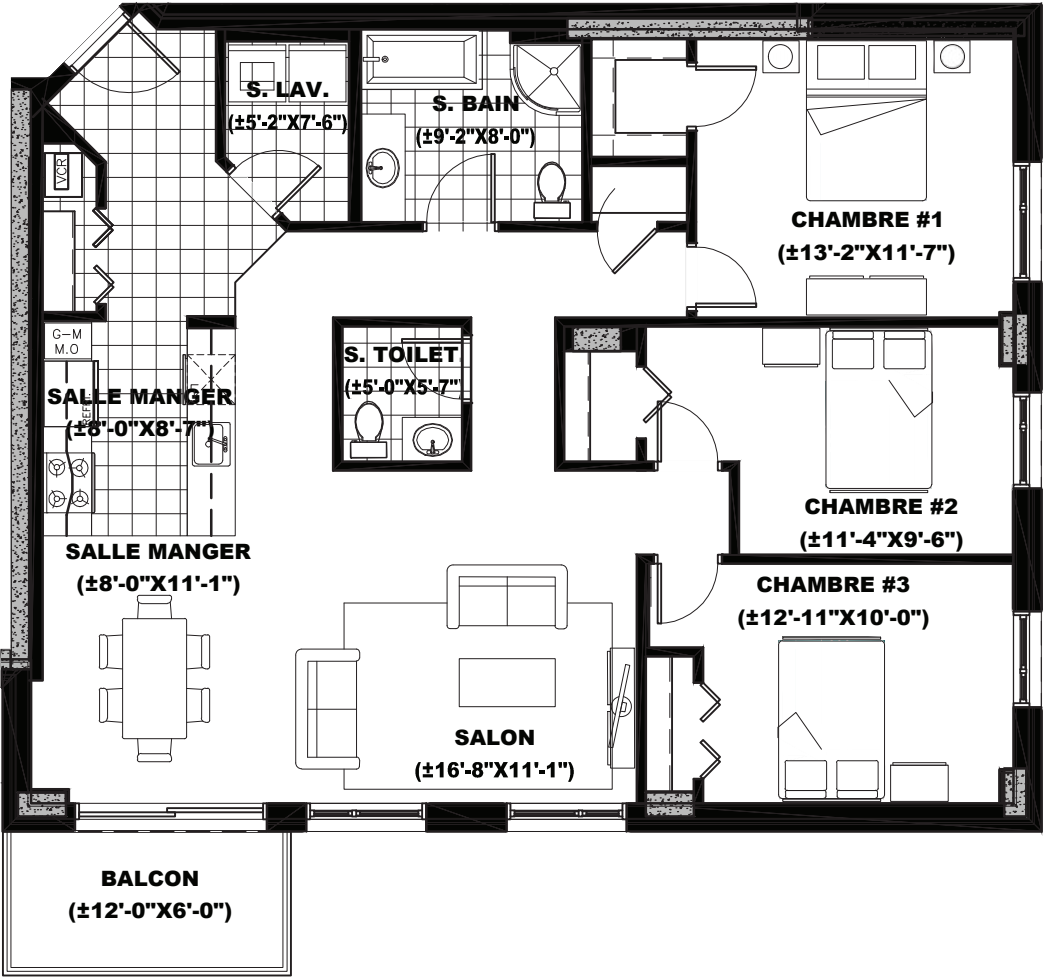 S. LAV.
(±5'-2"X7'-6")
S. BAIN
(±9'-2"X8'-0")
VCR
CHAMBRE #1
(±13'-2"X11'-7")
G-M
M.O
S. TOILET.
(±5'-0"X5'-7")
SALLE MANGER
(±8'-0"X8'-7")
CHAMBRE #2
(±11'-4"X9'-6")
SALLE MANGER
(±8'-0"X11'-1")
CHAMBRE #3
(±12'-11"X10'-0")
SALON
(±16'-8"X11'-1")
BALCON
(±12'-0"X6'-0")